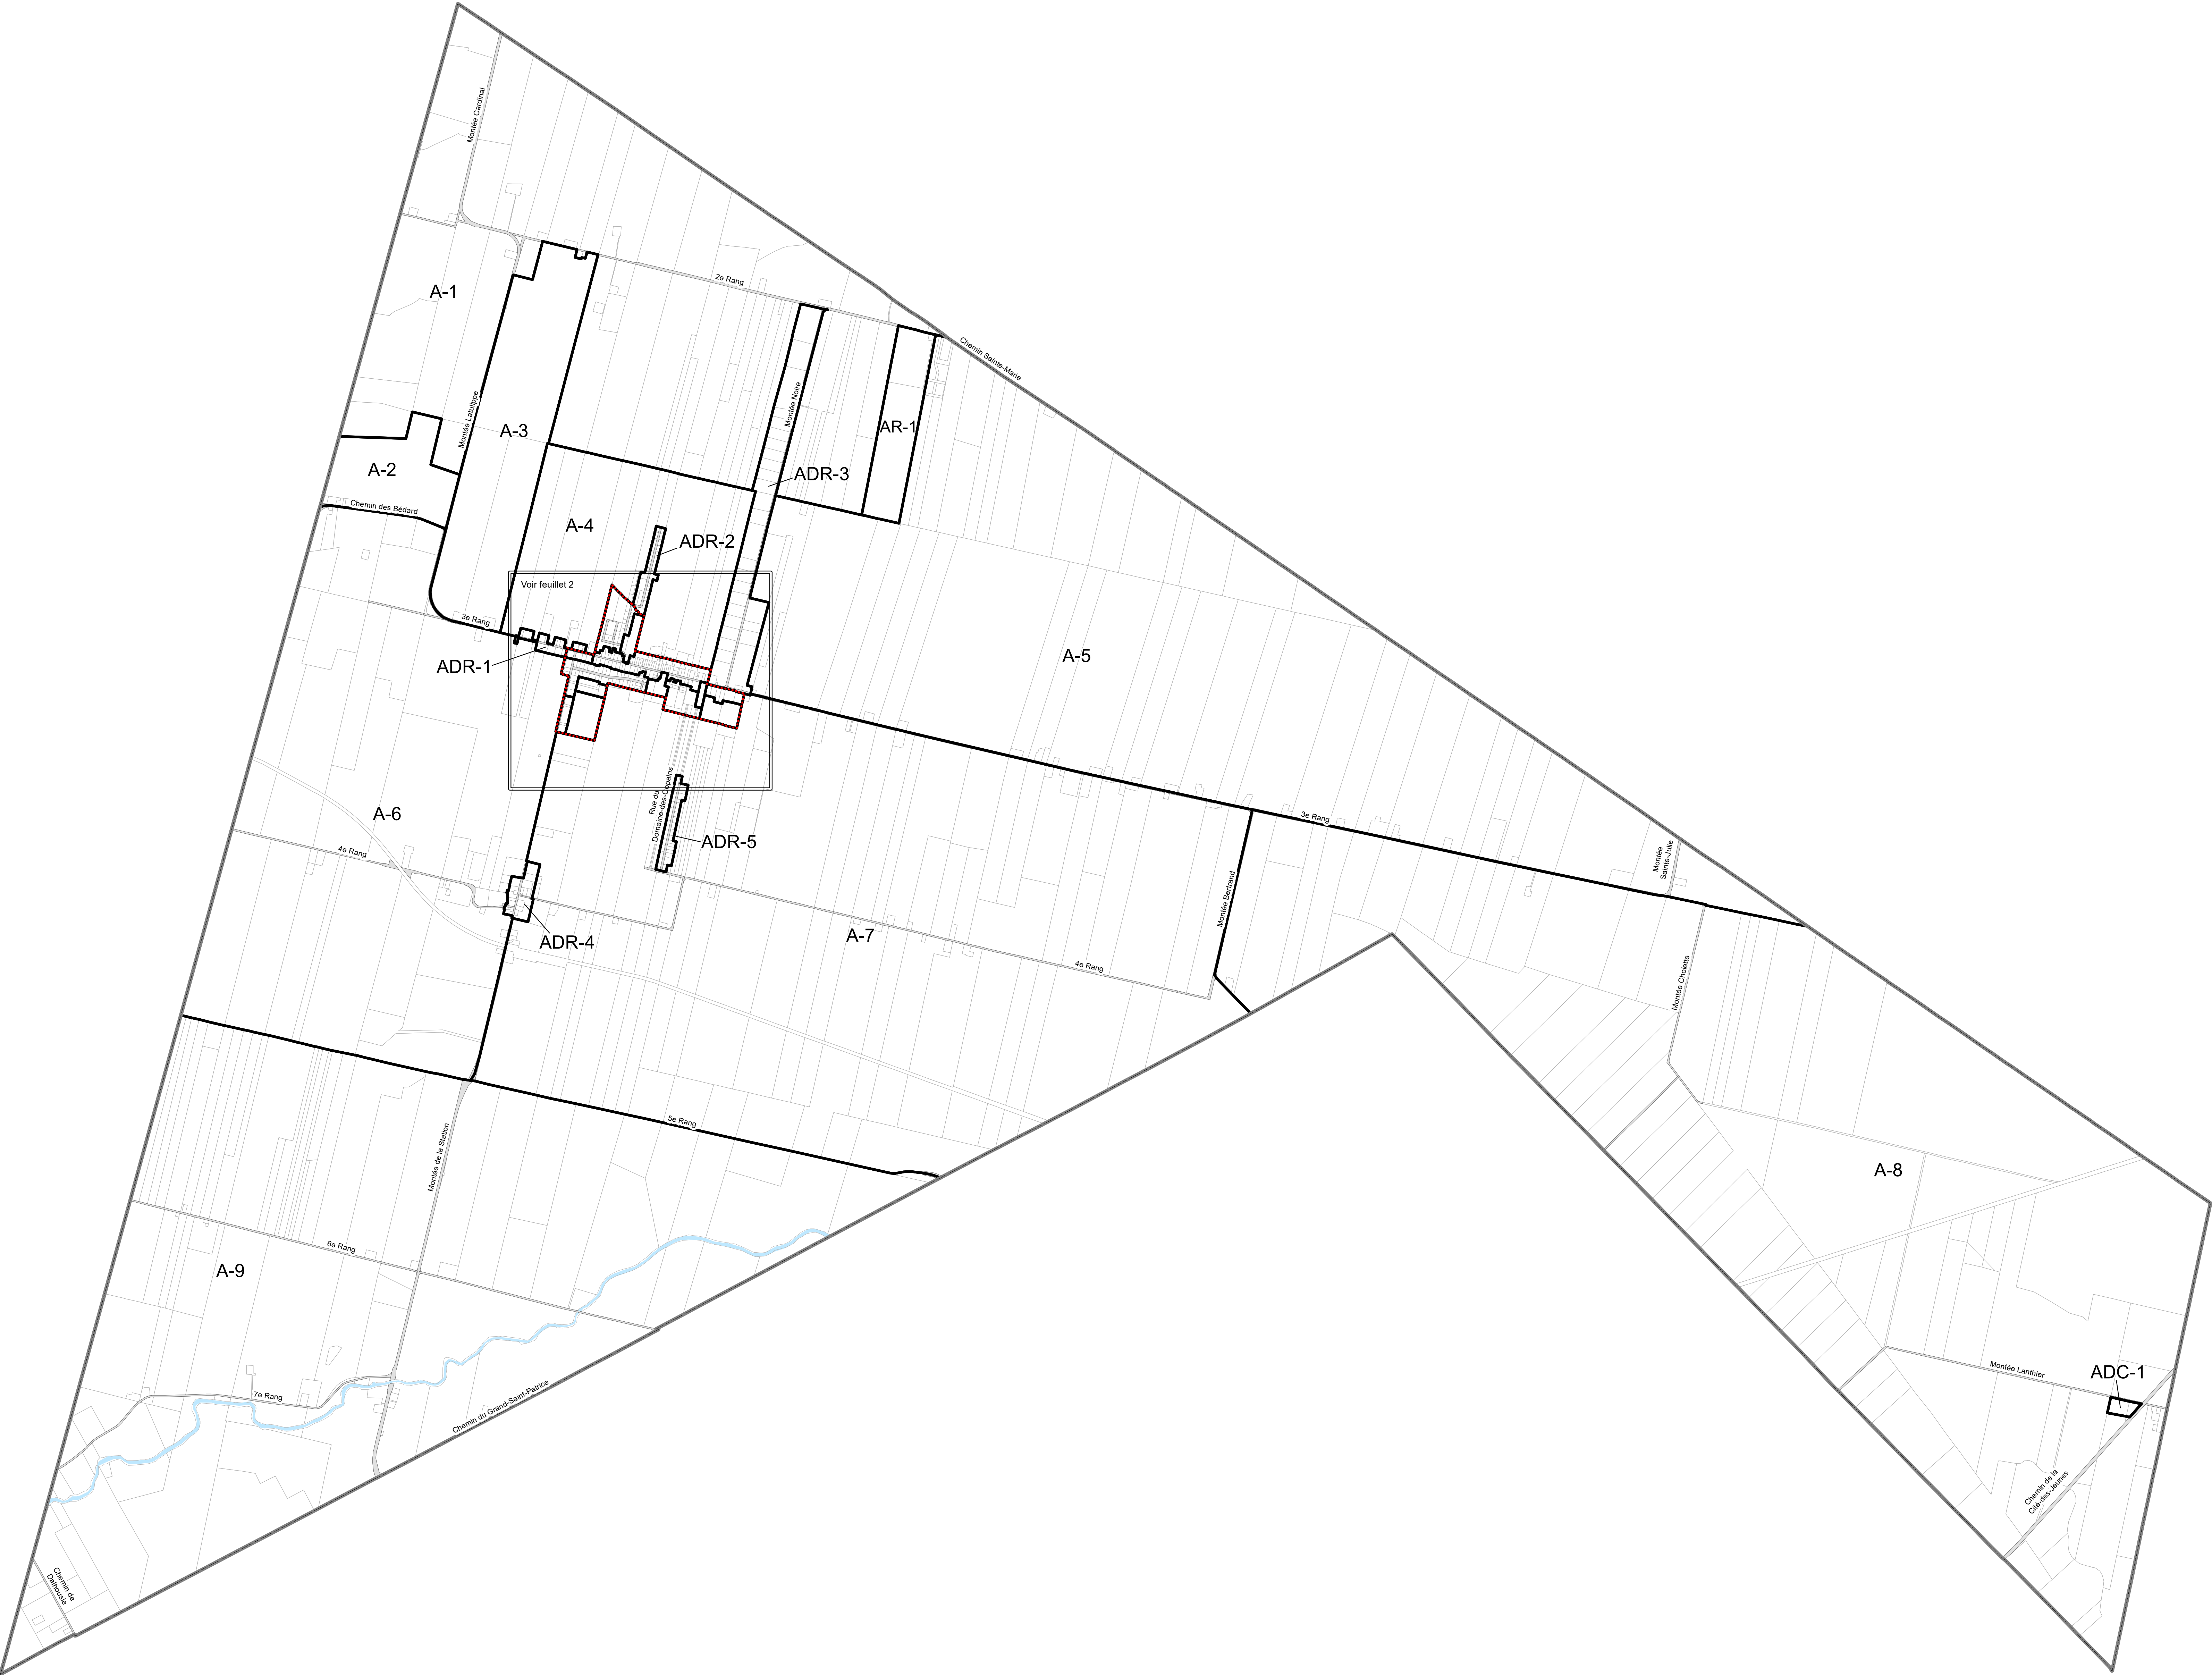 Montée Cardinal
A-1
2e Rang
Chemin Sainte-Marie
Montée Latulippe
A-3
Montée Noire
AR-1
A-2
ADR-3
Chemin des Bédard
A-4
ADR-2
Voir feuillet 2
3e Rang
ADR-1
A-5
Rue du
Domaine-des-Copains
A-6
ADR-5
3e Rang
4e Rang
Montée
Sainte-Julie
Montée Bertrand
ADR-4
A-7
4e Rang
Montée Cholette
5e Rang
Montée de la Station
A-8
6e Rang
A-9
Montée Lanthier
ADC-1
7e Rang
Chemin du Grand-Saint-Patrice
Chemin de la
Cité-des-Jeunes
Chemin de
Dalhousie